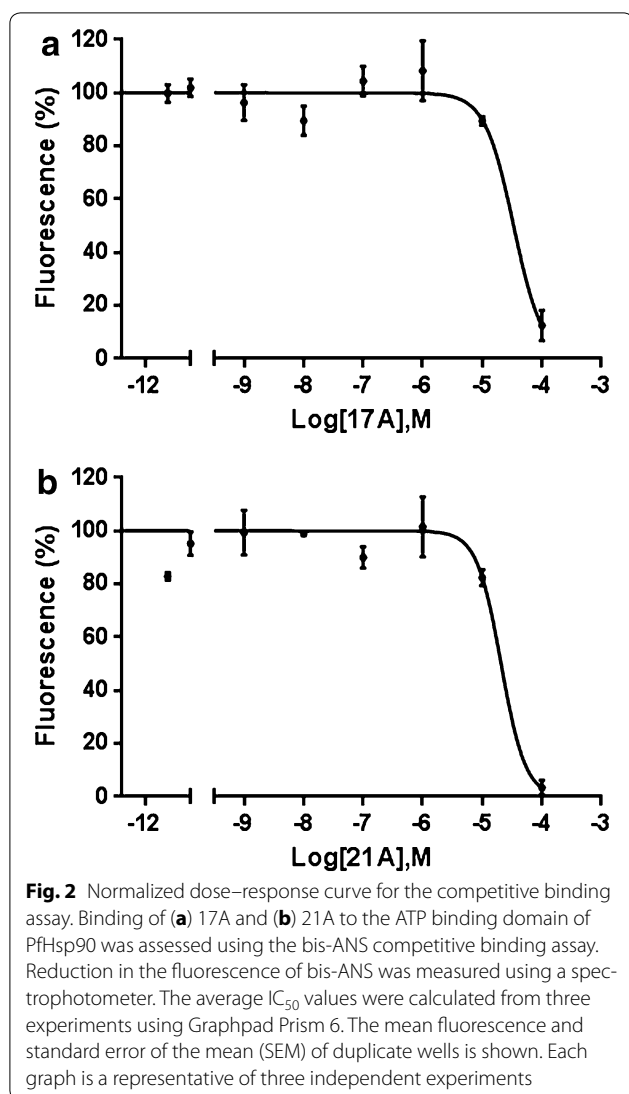 a
120
100
80
60
40
20
0
Fluorescence (%)
-12 -9 -8 -7 -6 -5 -4 -3
Log[17A],M
b
120
100
80
60
40
20
0
Fluorescence (%)
-12 -9 -8 -7 -6 -5 -4 -3
Log[21A],M
Fig. 2 Normalized dose–response curve for the competitive binding
assay. Binding of (a) 17A and (b) 21A to the ATP binding domain of
PfHsp90 was assessed using the bis-ANS competitive binding assay.
Reduction in the fluorescence of bis-ANS was measured using a spec-
trophotometer. The average IC50 values were calculated from three
experiments using Graphpad Prism 6. The mean fluorescence and
standard error of the mean (SEM) of duplicate wells is shown. Each
graph is a representative of three independent experiments